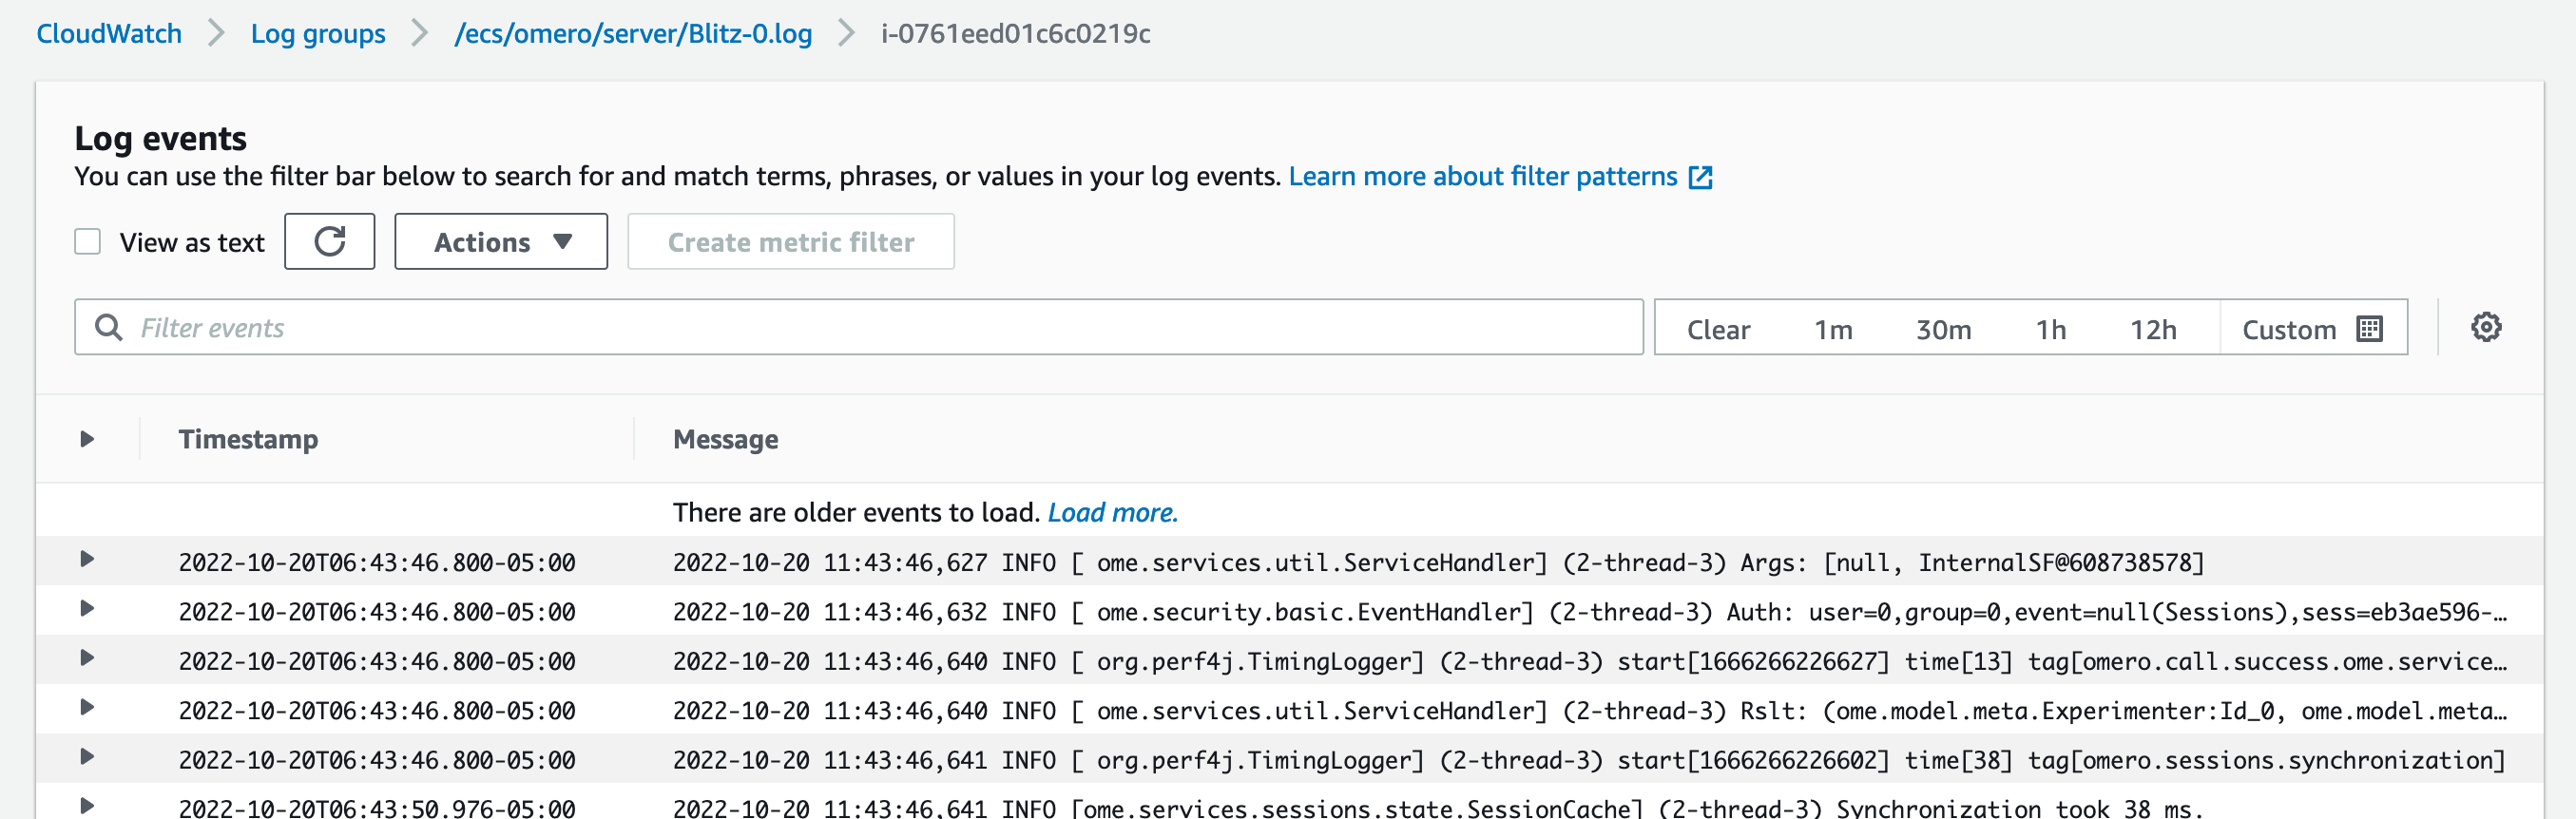 CloudWatch > Log groups > /ecs/omero/server/Blitz-0.log > i-0761eed01c6c0219c
Log events
You can use the filter bar below to search for and match terms, phrases, or values in your log events. Learn more about filter patterns
View as text Actions Create metric filter
Filter events Clear 1m 30m 1h 12h Custom
Timestamp Message
There are older events to load. Load more.
2022-10-20T06:43:46.800-05:00 2022-10-20 11:43:46,627 INFO [ ome.services.util.ServiceHandler] (2-thread-3) Args: [null, InternalSF@608738578]
2022-10-20T06:43:46.800-05:00 2022-10-20 11:43:46,632 INFO [ ome.security.basic.EventHandler] (2-thread-3) Auth: user=0,group=0,event=null(Sessions),sess=eb3ae596-…
2022-10-20T06:43:46.800-05:00 2022-10-20 11:43:46,640 INFO [ org.perf4j.TimingLogger] (2-thread-3) start[1666266226627] time[13] tag[omero.call.success.ome.service…
2022-10-20T06:43:46.800-05:00 2022-10-20 11:43:46,640 INFO [ ome.services.util.ServiceHandler] (2-thread-3) Rslt: (ome.model.meta.Experimenter:Id_0, ome.model.meta…
2022-10-20T06:43:46.800-05:00 2022-10-20 11:43:46,641 INFO [ org.perf4j.TimingLogger] (2-thread-3) start[1666266226602] time[38] tag[omero.sessions.synchronization]
2022-10-20T06:43:50.976-05:00 2022-10-20 11:43:46,641 INFO [ome.services.sessions.state.SessionCache] (2-thread-3) Synchronization took 38 ms.